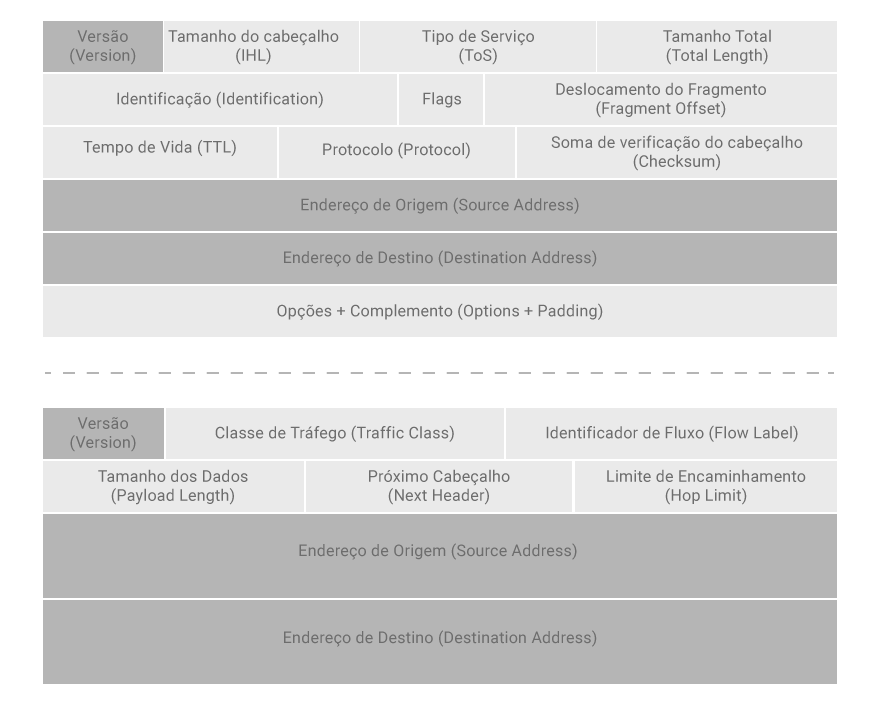 Versão
(Version)
Tamanho do cabeçalho
(IHL)
Tipo de Serviço
(ToS)
Tamanho Total
(Total Length)
Identificação (Identification)
Flags
Deslocamento do Fragmento
(Fragment Offset)
Tempo de Vida (TTL)
Protocolo (Protocol)
Soma de verificação do cabeçalho
(Checksum)
Endereço de Origem (Source Address)
Endereço de Destino (Destination Address)
Opções + Complemento (Options + Padding)
Versão
(Version)
Classe de Tráfego (Traffic Class)
Identificador de Fluxo (Flow Label)
Tamanho dos Dados
(Payload Length)
Próximo Cabeçalho
(Next Header)
Limite de Encaminhamento
(Hop Limit)
Endereço de Origem (Source Address)
Endereço de Destino (Destination Address)